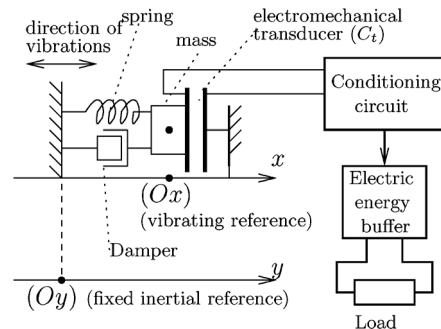 direction of
vibrations
spring
mass
electromechanical
transducer (C_t)
Conditioning
circuit
x
(Ox)
(vibrating reference)
Damper
Electric
energy
buffer
y
(Oy) (fixed inertial reference)
Load